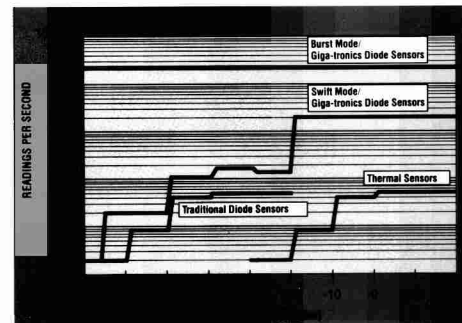 READINGS PER SECOND
Burst Mode/
Giga-tronics Diode Sensors
Swift Mode/
Giga-tronics Diode Sensors
Thermal Sensors
Traditional Diode Sensors
-10